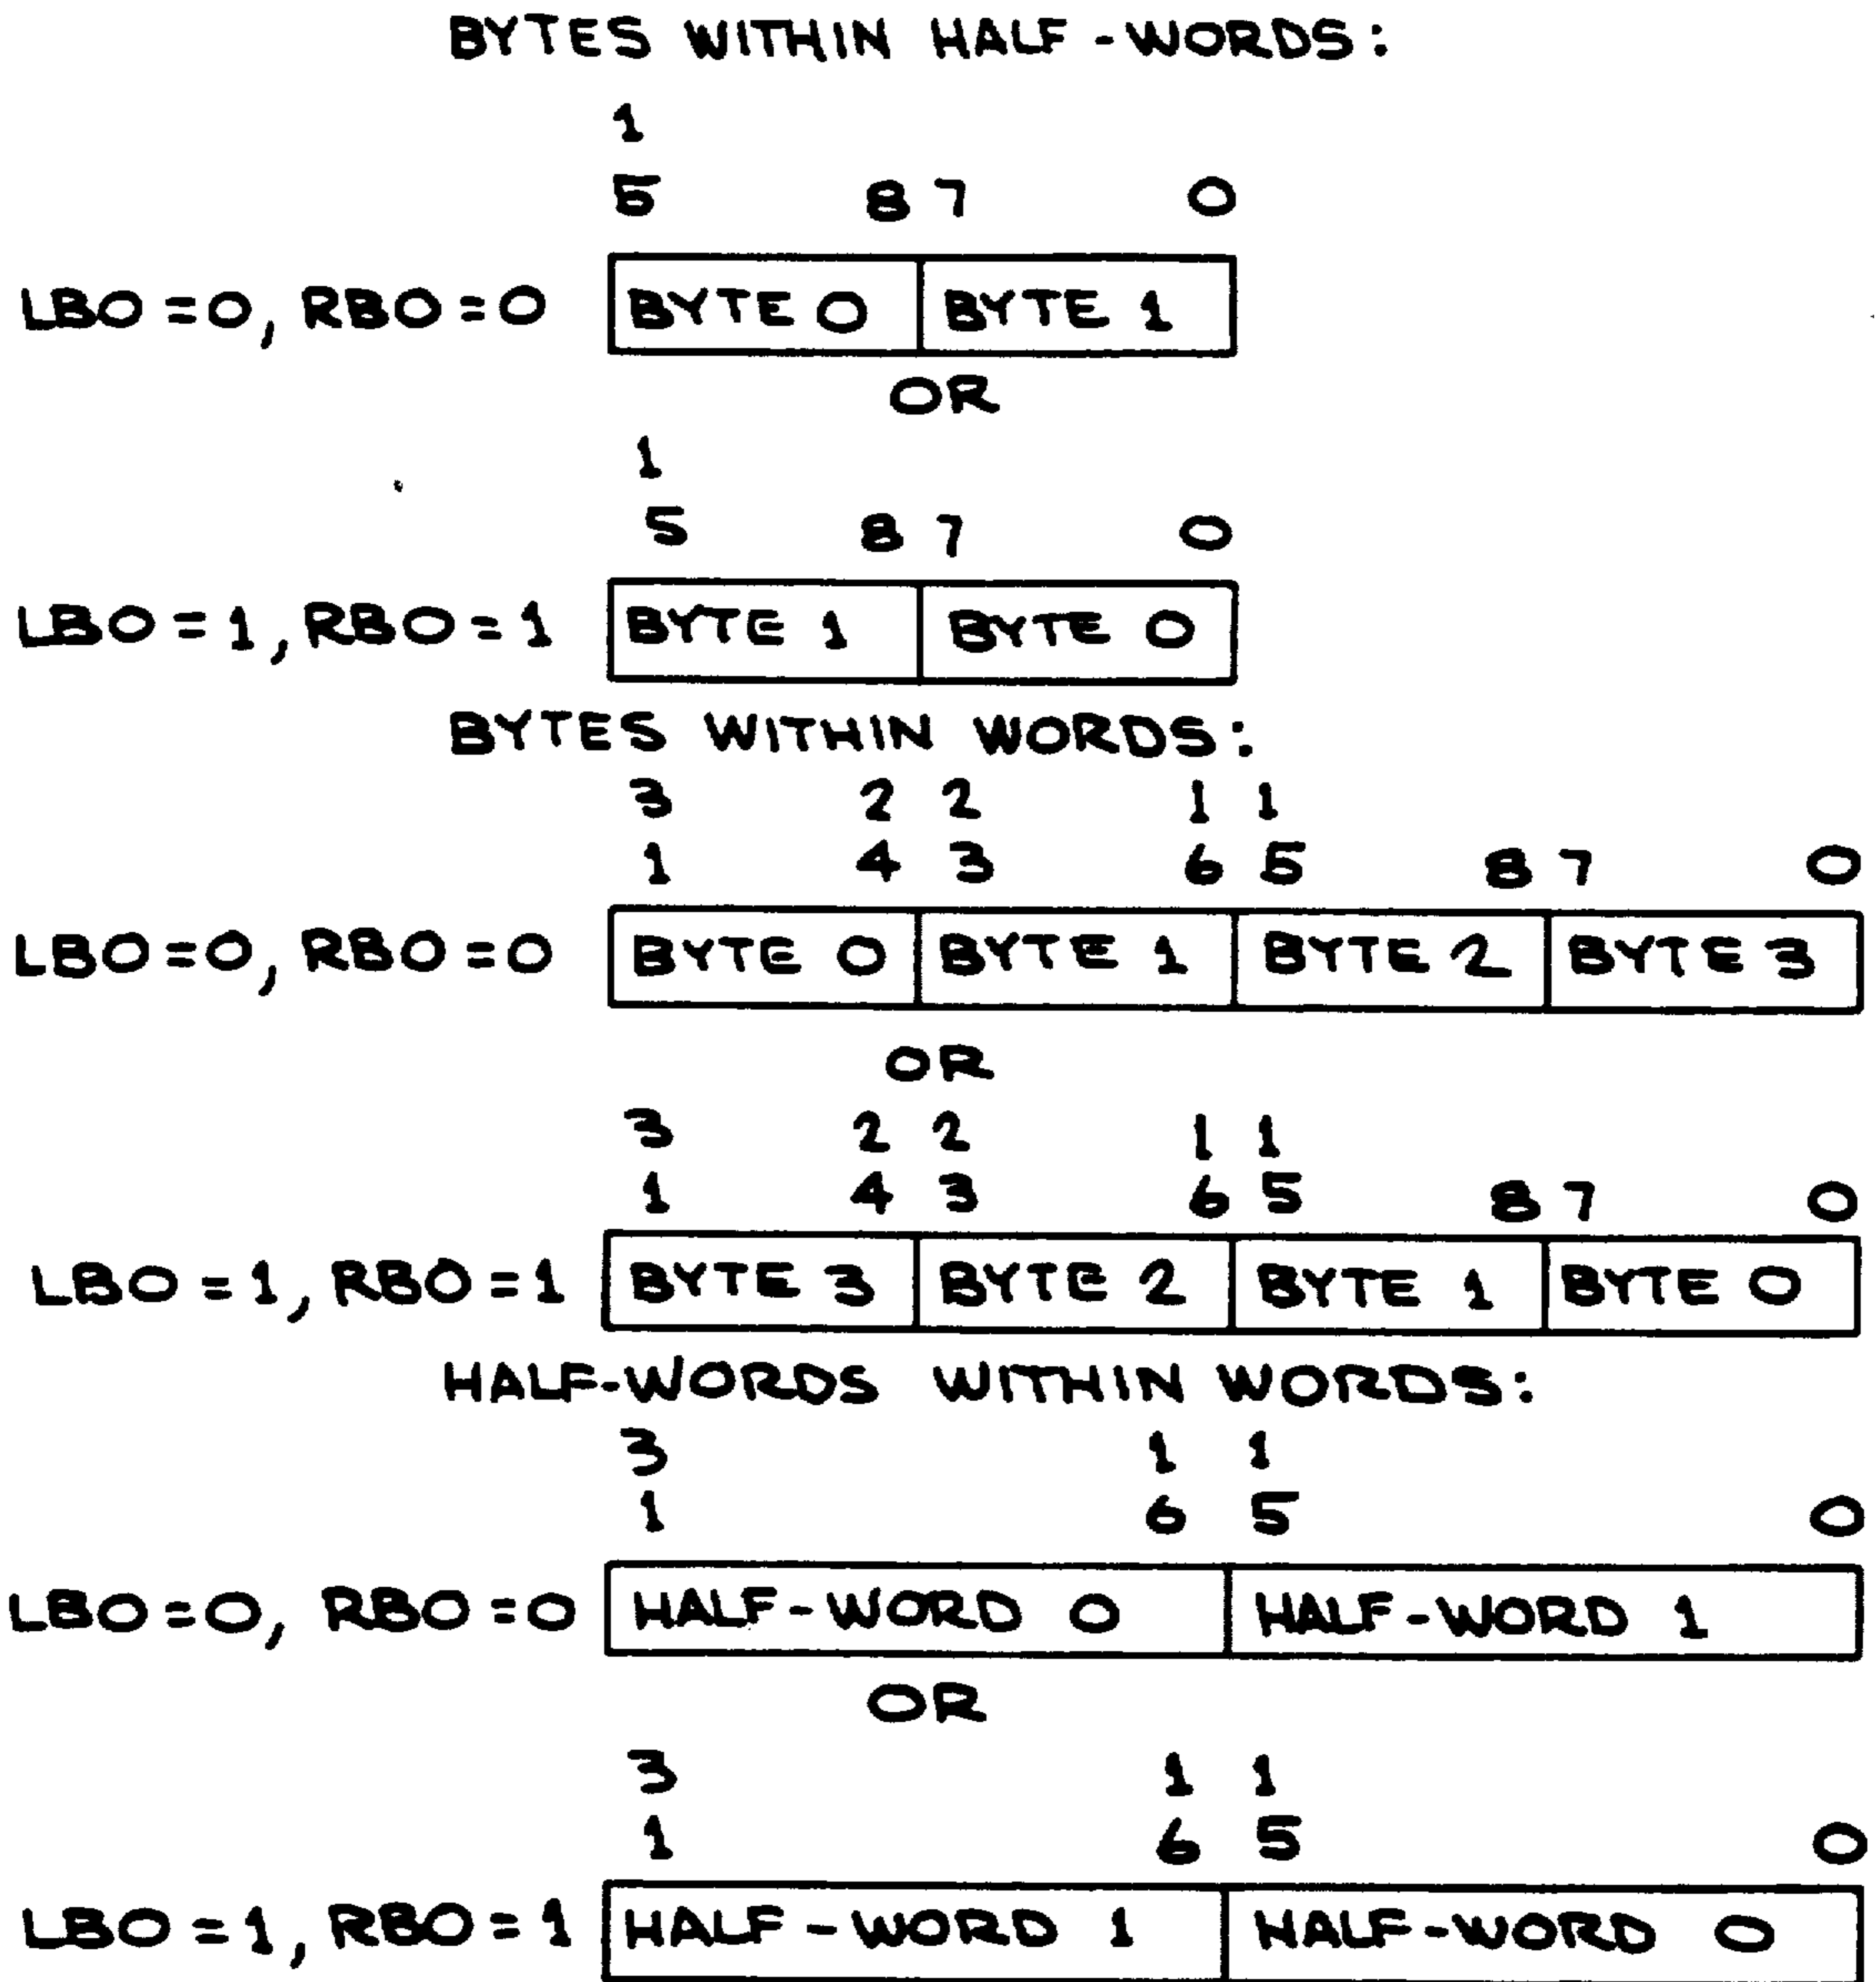 BYTES WITHIN HALF-WORDS:
1
5 8 7 0
LBO=0, RBO=0 BYTE 0 BYTE 1
OR
1
5 8 7 0
LBO=1, RBO=1 BYTE 1 BYTE 0
BYTES WITHIN WORDS:
3 2 2 1 1
1 4 3 6 5 8 7 0
LBO=0, RBO=0 BYTE 0 BYTE 1 BYTE 2 BYTE 3
OR
3 2 2 1 1
1 4 3 6 5 8 7 0
LBO=1, RBO=1 BYTE 3 BYTE 2 BYTE 1 BYTE 0
HALF-WORDS WITHIN WORDS:
3 1 1
1 6 5 0
LBO=0, RBO=0 HALF-WORD 0 HALF-WORD 1
OR
3 1 1
1 6 5 0
LBO=1, RBO=1 HALF-WORD 1 HALF-WORD 0